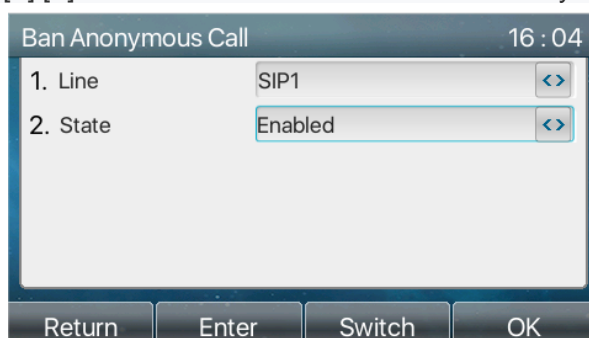 Ban Anonymous Call 16:04
1. Line SIP1 <>
2. State Enabled <>
Return Enter Switch OK